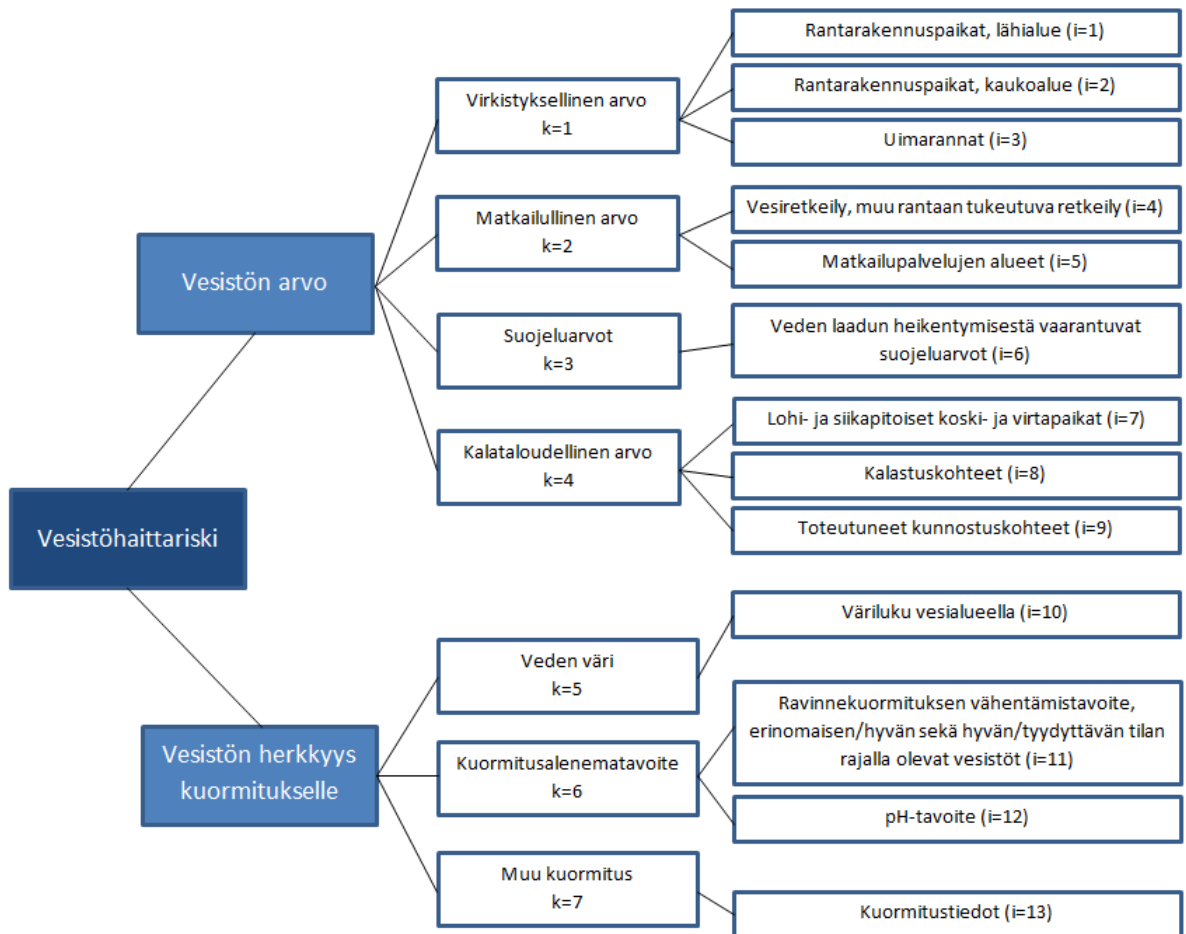 Rantarakennuspaikat, lähialue (i=1)
Virkistyksellinen arvo
k=1
Rantarakennuspaikat, kaukoalue (i=2)
Uimarannat (i=3)
Vesistön arvo
Matkailullinen arvo
k=2
Vesiretkeily, muu rantaan tukeutuva retkeily (i=4)
Matkailupalvelujen alueet (i=5)
Suojeluarvot
k=3
Veden laadun heikentymisestä vaarantuvat
suojeluarvot (i=6)
Kalataloudellinen arvo
k=4
Lohi- ja siikapitoiset koski- ja virtapaikat (i=7)
Kalastuskohteet (i=8)
Toteutuneet kunnostuskohteet (i=9)
Vesistöhaittariski
Veden väri
k=5
Väriluku vesialueella (i=10)
Vesistön herkkyys
kuormitukselle
Kuormitusalenematavoite
k=6
Ravinnekuormituksen vähentämistavoite,
erinomaisen/hyvän sekä hyvän/tyydyttävän tilan
rajalla olevat vesistöt (i=11)
pH-tavoite (i=12)
Muu kuormitus
k=7
Kuormitustiedot (i=13)